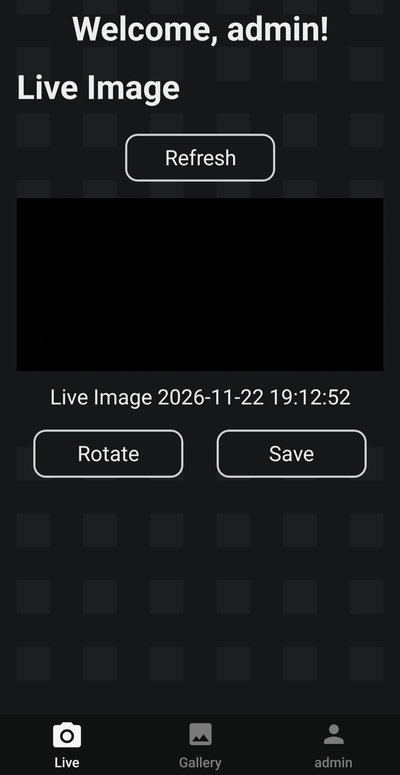 Welcome, admin!
Live Image
Refresh
Live Image 2026-11-22 19:12:52
Rotate
Save
Live
Gallery
admin